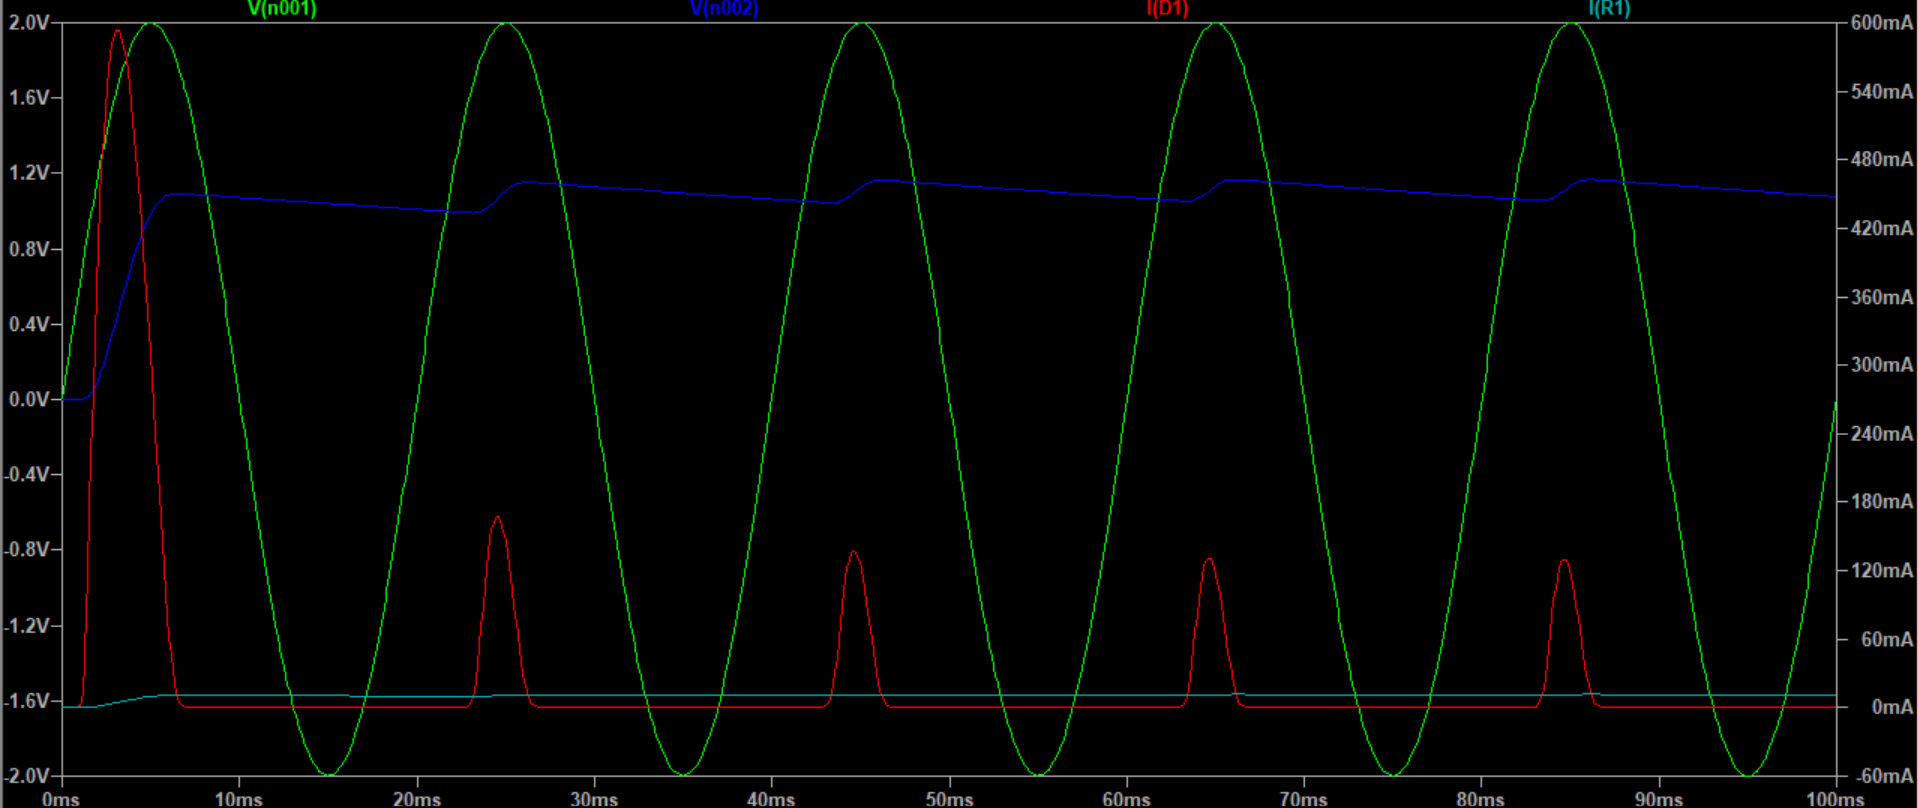 V(n001) V(n002) I(D1) I(R1)
2.0V 600mA
1.6V 540mA
1.2V 480mA
0.8V 420mA
0.4V 360mA
0.0V 300mA
-0.4V 240mA
-0.8V 180mA
-1.2V 120mA
-1.6V 60mA
-2.0V 0mA
-60mA
0ms 10ms 20ms 30ms 40ms 50ms 60ms 70ms 80ms 90ms 100ms